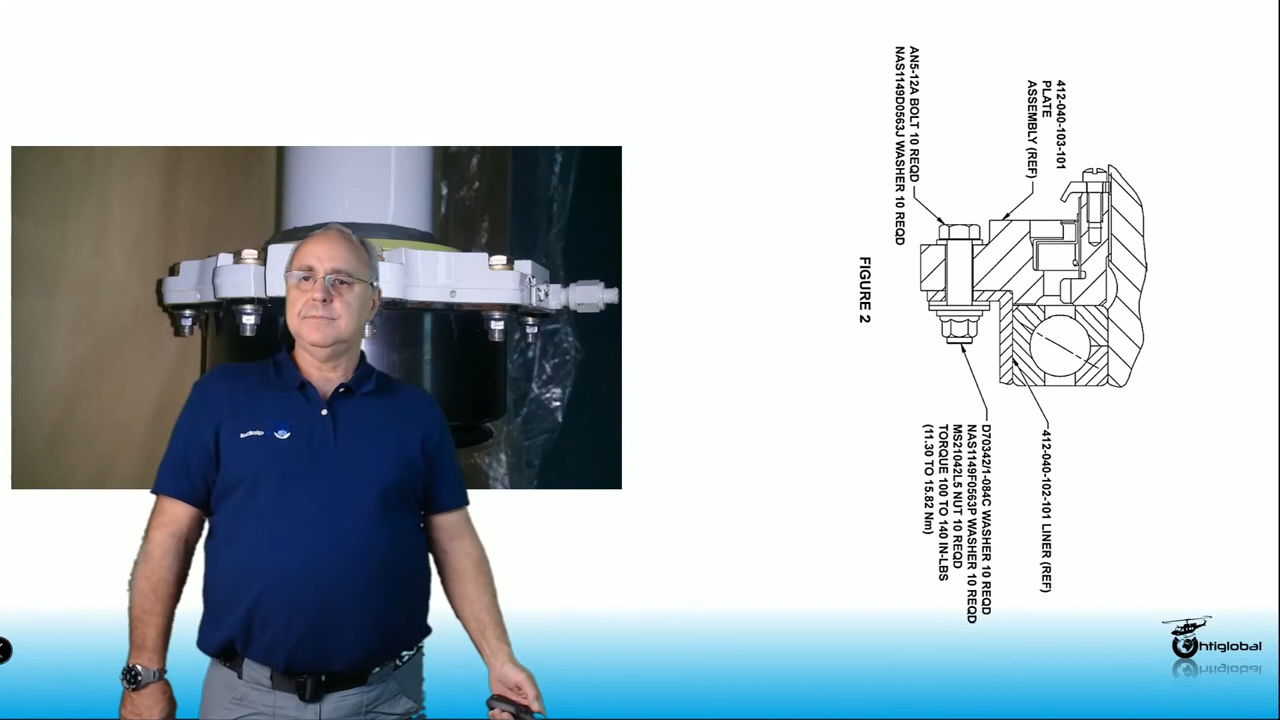 412-040-103-101
PLATE
ASSEMBLY (REF)
AN5-12A BOLT 10 REQD
NAS1149D0563J WASHER 10 REQD
FIGURE 2
412-040-102-101 LINER (REF)
D70342/1-084C WASHER 10 REQD
NAS1149F0563P WASHER 10 REQD
MS21042L5 NUT 10 REQD
TORQUE 100 TO 140 IN-LBS
(11.30 TO 15.82 Nm)
htiglobal